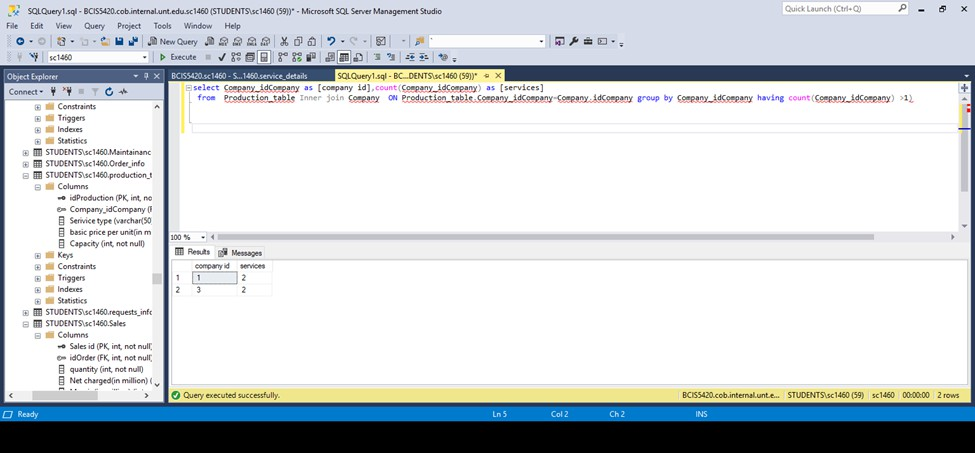 SQLQuery1.sql - BCIS5420.cob.internal.unt.edu.sc1460 (STUDENTS\sc1460 (59))* - Microsoft SQL Server Management Studio
Quick Launch (Ctrl+Q)
File Edit View Query Project Tools Window Help
New Query
sc1460
Execute
Object Explorer
BCIS5420.sc1460 - S...1460.service_details
SQLQuery1.sql - BC...DENTS\sc1460 (59))*
Connect
select Company_idCompany as [company id],count(Company_idCompany) as [services]
from Production_table Inner join Company ON Production_table.Company_idCompany=Company.idCompany group by Company_idCompany having count(Company_idCompany) >1)
Constraints
Triggers
Indexes
Statistics
STUDENTS\sc1460.Maintainanc
STUDENTS\sc1460.Order_info
STUDENTS\sc1460.production_t
Columns
idProduction (PK, int, no
Company_idCompany (F
Serivice type (varchar(50
basic price per unit(in m
Capacity (int, not null)
Keys
Constraints
Triggers
Indexes
Statistics
STUDENTS\sc1460.requests_info
STUDENTS\sc1460.Sales
Columns
Sales id (PK, int, not null)
idOrder (FK, int, not null)
quantity (int, not null)
Net charged(in million) (
100 %
Results Messages
company id services
1 1 2
2 3 2
Query executed successfully.
BCIS5420.cob.internal.unt.e... STUDENTS\sc1460 (59) sc1460 00:00:00 2 rows
Ready Ln 5 Col 2 Ch 2 INS